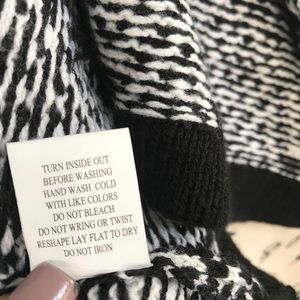 TURN INSIDE OUT
BEFORE WASHING
HAND WASH COLD
WITH LIKE COLORS
DO NOT BLEACH
DO NOT WRING OR TWIST
RESHAPE LAY FLAT TO DRY
DO NOT IRON